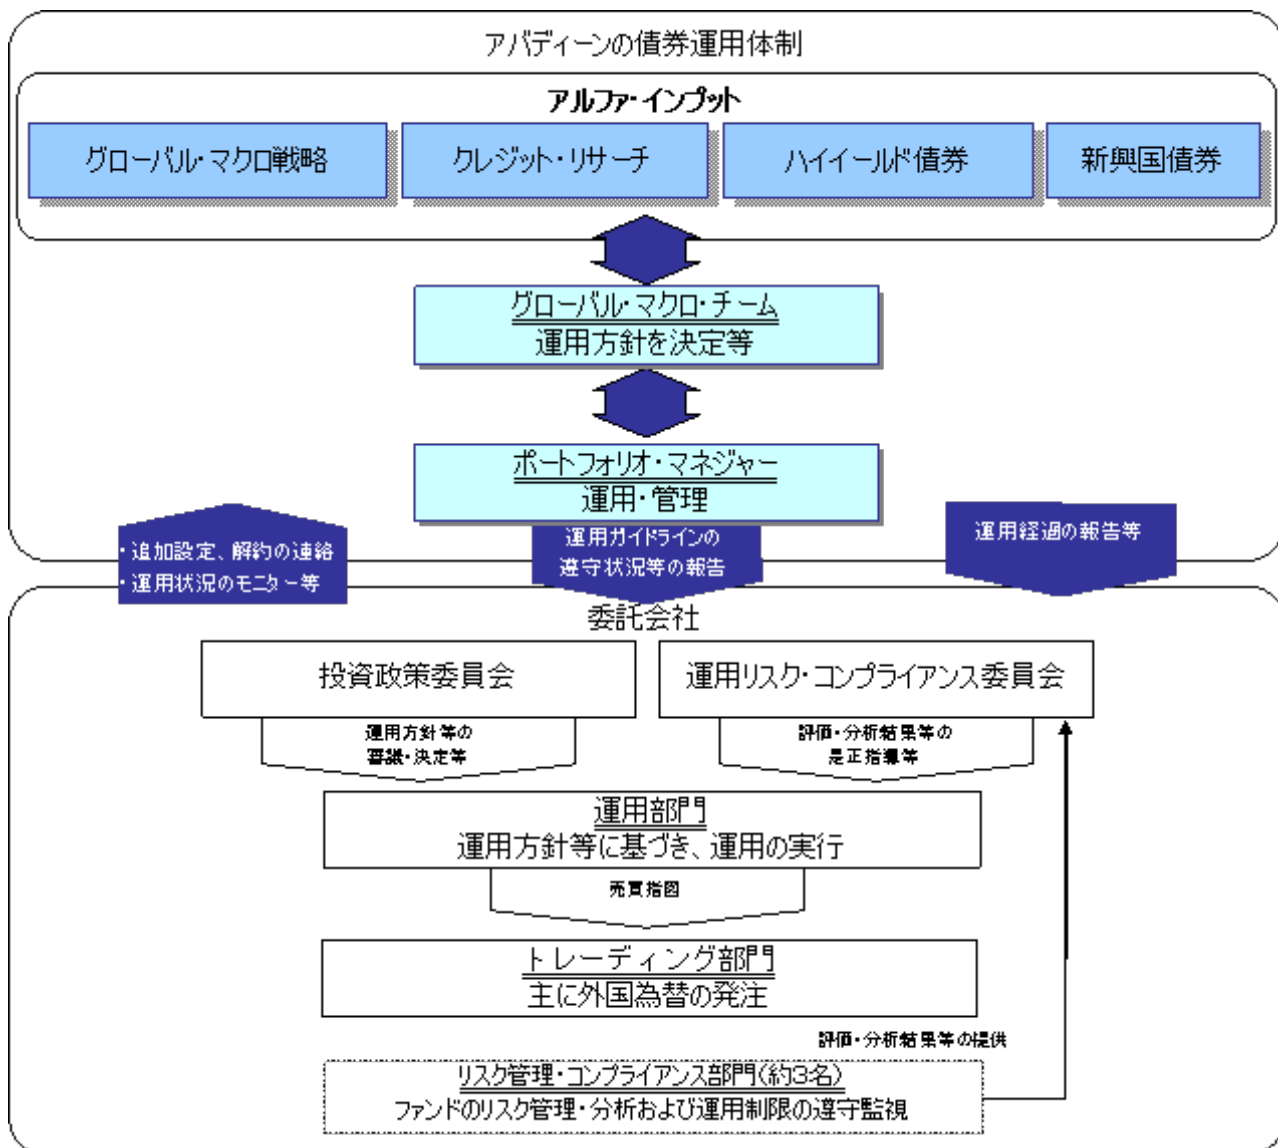 アバディーンの債券運用体制
アルファ・インプット
グローバル・マクロ戦略
クレジット・リサーチ
ハイイールド債券
新興国債券
グローバル・マクロ・チーム
運用方針を決定等
ポートフォリオ・マネジャー
運用・管理
・追加設定、解約の連絡
・運用状況のモニター等
運用ガイドラインの
遵守状況等の報告
運用経過の報告等
委託会社
投資政策委員会
運用リスク・コンプライアンス委員会
運用方針等の
審議・決定等
評価・分析結果等の
是正指導等
運用部門
運用方針等に基づき、運用の実行
売買指図
トレーディング部門
主に外国為替の発注
評価・分析結果等の提供
リスク管理・コンプライアンス部門(約3名)
ファンドのリスク管理・分析および運用制限の遵守監視